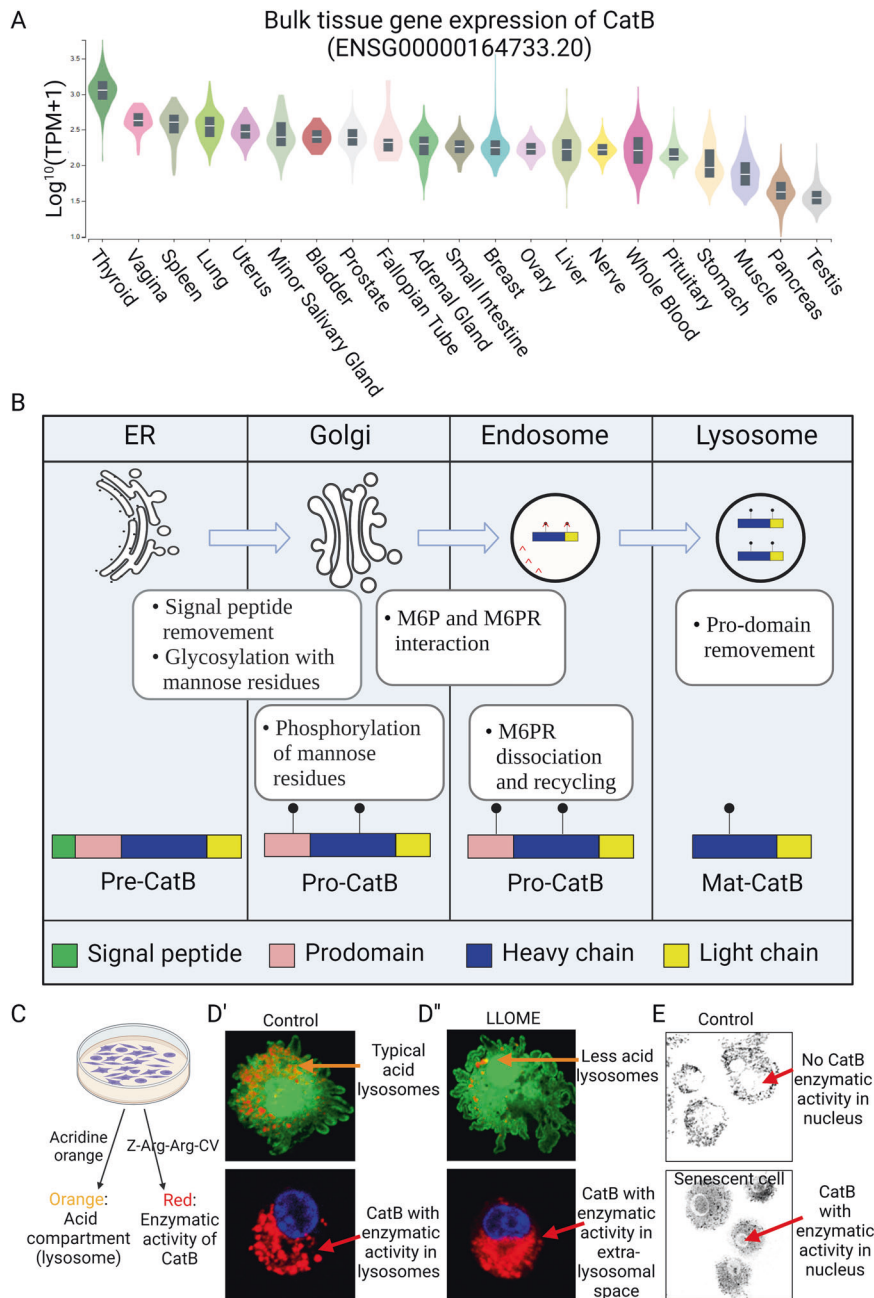 A
Bulk tissue gene expression of CatB
(ENSG00000164733.20)
Log¹⁰(TPM+1)
3.5
3.0
2.5
2.0
1.5
1.0
Thyroid
Vagina
Spleen
Lung
Uterus
Minor Salivary Gland
Bladder
Prostate
Fallopian Tube
Adrenal Gland
Small Intestine
Breast
Ovary
Liver
Nerve
Whole Blood
Pituitary
Stomach
Muscle
Pancreas
Testis
B
ER
Golgi
Endosome
Lysosome
• Signal peptide
removement
• Glycosylation with
mannose residues
• M6P and M6PR
interaction
• Pro-domain
removement
• Phosphorylation
of mannose
residues
• M6PR
dissociation
and recycling
Pre-CatB
Pro-CatB
Pro-CatB
Mat-CatB
Signal peptide
Prodomain
Heavy chain
Light chain
C
Acridine
orange
Z-Arg-Arg-CV
Orange:
Acid
compartment
(lysosome)
Red:
Enzymatic
activity of
CatB
D'
Control
Typical
acid
lysosomes
CatB with
enzymatic
activity in
lysosomes
D"
LLOME
Less acid
lysosomes
CatB with
enzymatic
activity in
extra-
lysosomal
space
E
Control
No CatB
enzymatic
activity in
nucleus
Senescent cell
CatB
with
enzymatic
activity in
nucleus